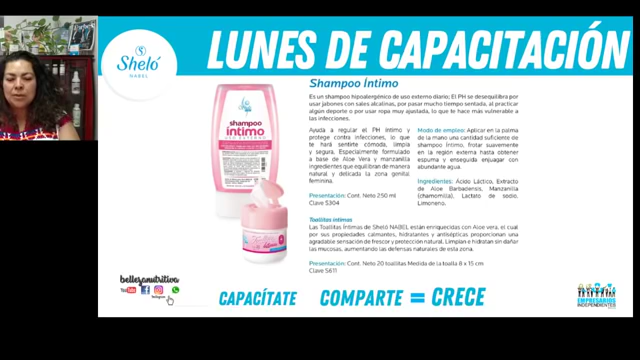 LUNES DE CAPACITACIÓN
Sheló
NABEL
Shampoo Íntimo
Es un shampoo hipoalergénico de uso externo diario; El PH se desequilibra por
usar jabones con sales alcalinas, por pasar mucho tiempo sentada, al practicar
algún deporte o por usar ropa muy ajustada, lo que te hace más vulnerable a
las infecciones.
Ayuda a regular el PH íntimo y
protege contra infecciones, lo que
te hará sentirte cómoda, limpia
y segura. Especialmente formulado
a base de Aloe Vera y manzanilla
ingredientes que equilibran de manera
natural y delicada la zona genital
femenina.
Presentación: Cont. Neto 250 ml
Clave S304
Modo de empleo: Aplicar en la palma
de la mano una cantidad suficiente de
shampoo íntimo, frotar suavemente
en la región externa hasta obtener
espuma y enseguida enjuagar con
abundante agua.
Ingredientes: Ácido Láctico, Extracto
de Aloe Barbadensis, Manzanilla
(chamomilla), Lactato de sodio,
Limoneno.
Toallitas íntimas
Las Toallitas Íntimas de Sheló NABEL están enriquecidas con Aloe vera, el cual
por sus propiedades calmantes, hidratantes y antisépticas proporcionan una
agradable sensación de frescor y protección natural. Limpian e hidratan sin dañar
las mucosas, aumentando las defensas naturales de esta zona.
Presentación: Cont. Neto 20 toallitas Medida de la toalla 8 x 15 cm
Clave S611
shampoo
íntimo
bellezanutritiva
YouTube
Instagram
CAPACÍTATE COMPARTE = CRECE
EMPRESARIOS
INDEPENDIENTES